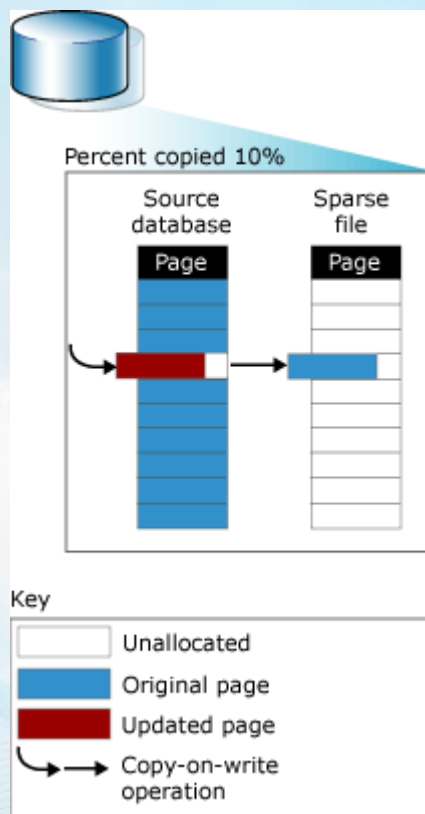 Percent copied 10%
Source database
Sparse file
Page
Page
Key
Unallocated
Original page
Updated page
Copy-on-write
operation